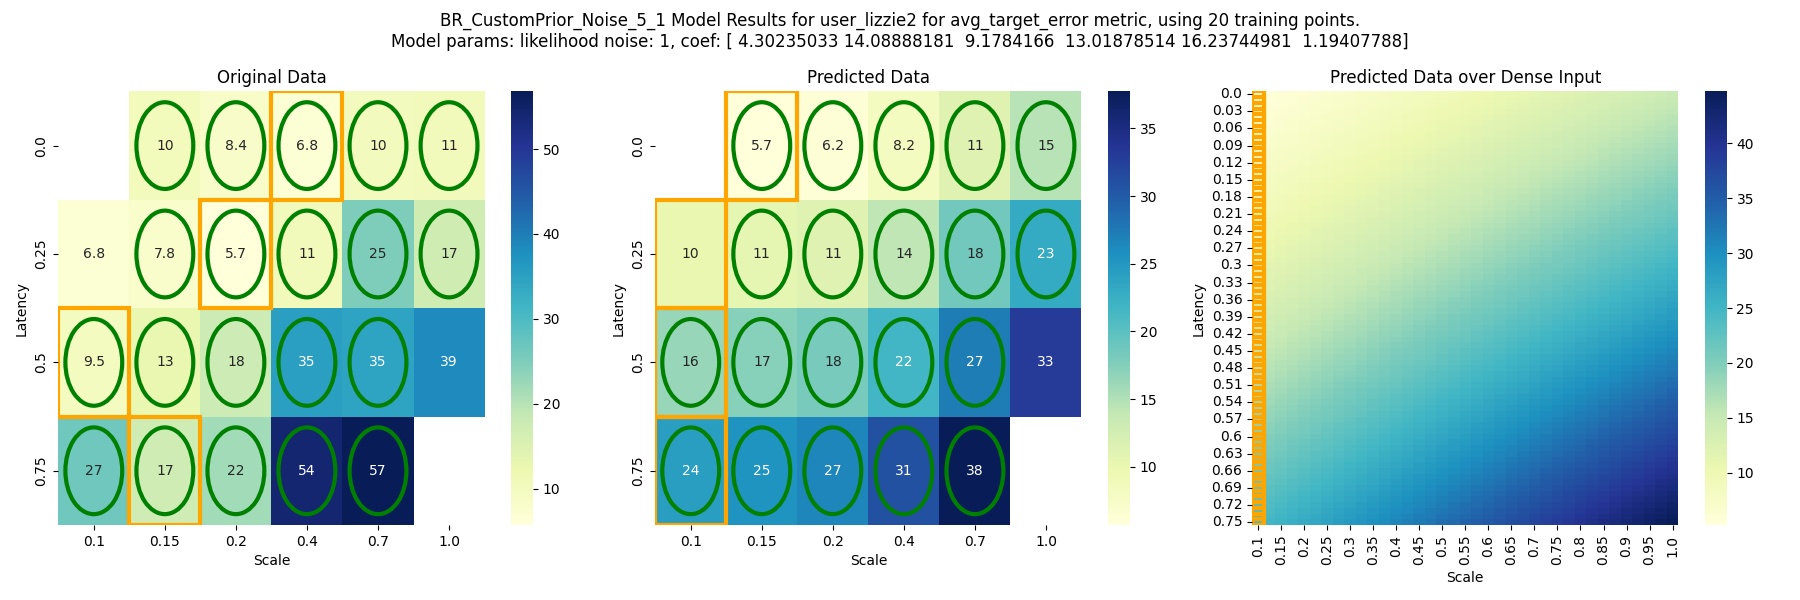 BR_CustomPrior_Noise_5_1 Model Results for user_lizzie2 for avg_target_error metric, using 20 training points.
Model params: likelihood noise: 1, coef: [ 4.30235033 14.08888181  9.1784166  13.01878514 16.23744981  1.19407788]
Original Data
Latency
0.0
10 8.4 6.8 10 11
0.25
6.8 7.8 5.7 11 25 17
0.5
9.5 13 18 35 35 39
0.75
27 17 22 54 57
0.1 0.15 0.2 0.4 0.7 1.0
Scale
50
40
30
20
10
Predicted Data
Latency
0.0
5.7 6.2 8.2 11 15
0.25
10 11 11 14 18 23
0.5
16 17 18 22 27 33
0.75
24 25 27 31 38
0.1 0.15 0.2 0.4 0.7 1.0
Scale
35
30
25
20
15
10
Predicted Data over Dense Input
Latency
0.0
0.03
0.06
0.09
0.12
0.15
0.18
0.21
0.24
0.27
0.3
0.33
0.36
0.39
0.42
0.45
0.48
0.51
0.54
0.57
0.6
0.63
0.66
0.69
0.72
0.75
0.1 0.15 0.2 0.25 0.3 0.35 0.4 0.45 0.5 0.55 0.6 0.65 0.7 0.75 0.8 0.85 0.9 0.95 1.0
Scale
40
35
30
25
20
15
10